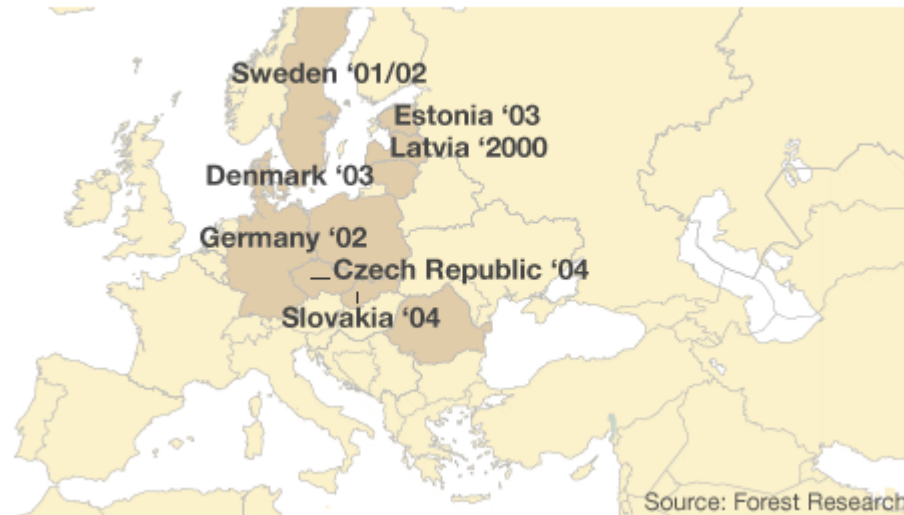 Sweden ‘01/02
Estonia ‘03
Latvia ‘2000
Denmark ‘03
Germany ‘02
Czech Republic ‘04
Slovakia ‘04
Source: Forest Research